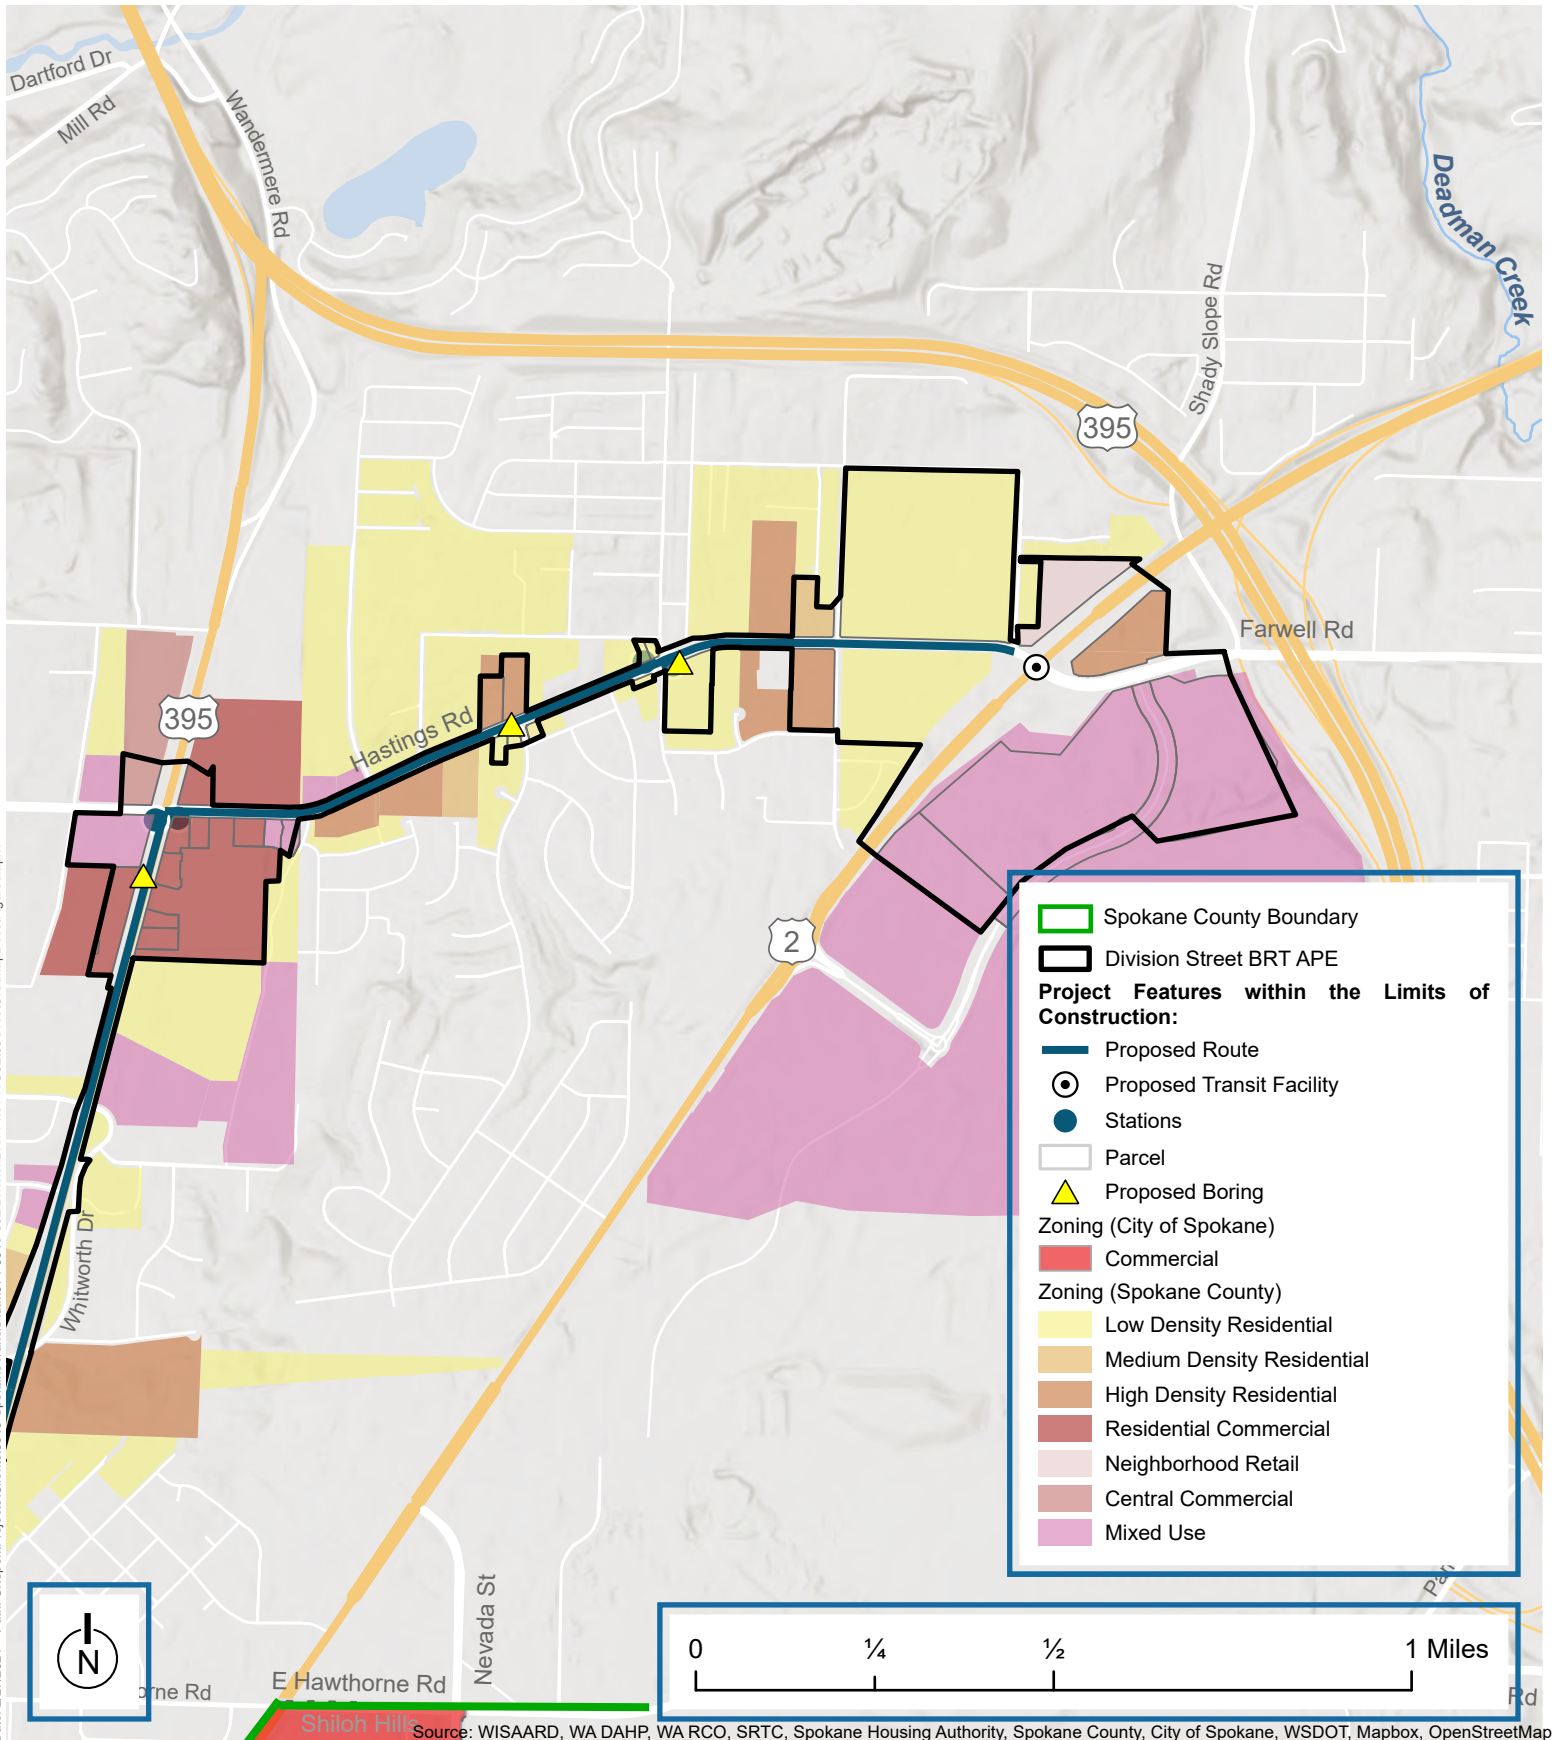 Dartford Dr
Mill Rd
Wandermere Rd
Deadman Creek
Shady Slope Rd
395
Farwell Rd
395
Hastings Rd
2
Whitworth Dr
Nevada St
E Hawthorne Rd
orne Rd
Shiloh Hills
Rd
Spokane County Boundary
Division Street BRT APE
Project Features within the Limits of
Construction:
Proposed Route
Proposed Transit Facility
Stations
Parcel
Proposed Boring
Zoning (City of Spokane)
Commercial
Zoning (Spokane County)
Low Density Residential
Medium Density Residential
High Density Residential
Residential Commercial
Neighborhood Retail
Central Commercial
Mixed Use
N
0 ¼ ½ 1 Miles
Source: WISAARD, WA DAHP, WA RCO, SRTC, Spokane Housing Authority, Spokane County, City of Spokane, WSDOT, Mapbox, OpenStreetMap